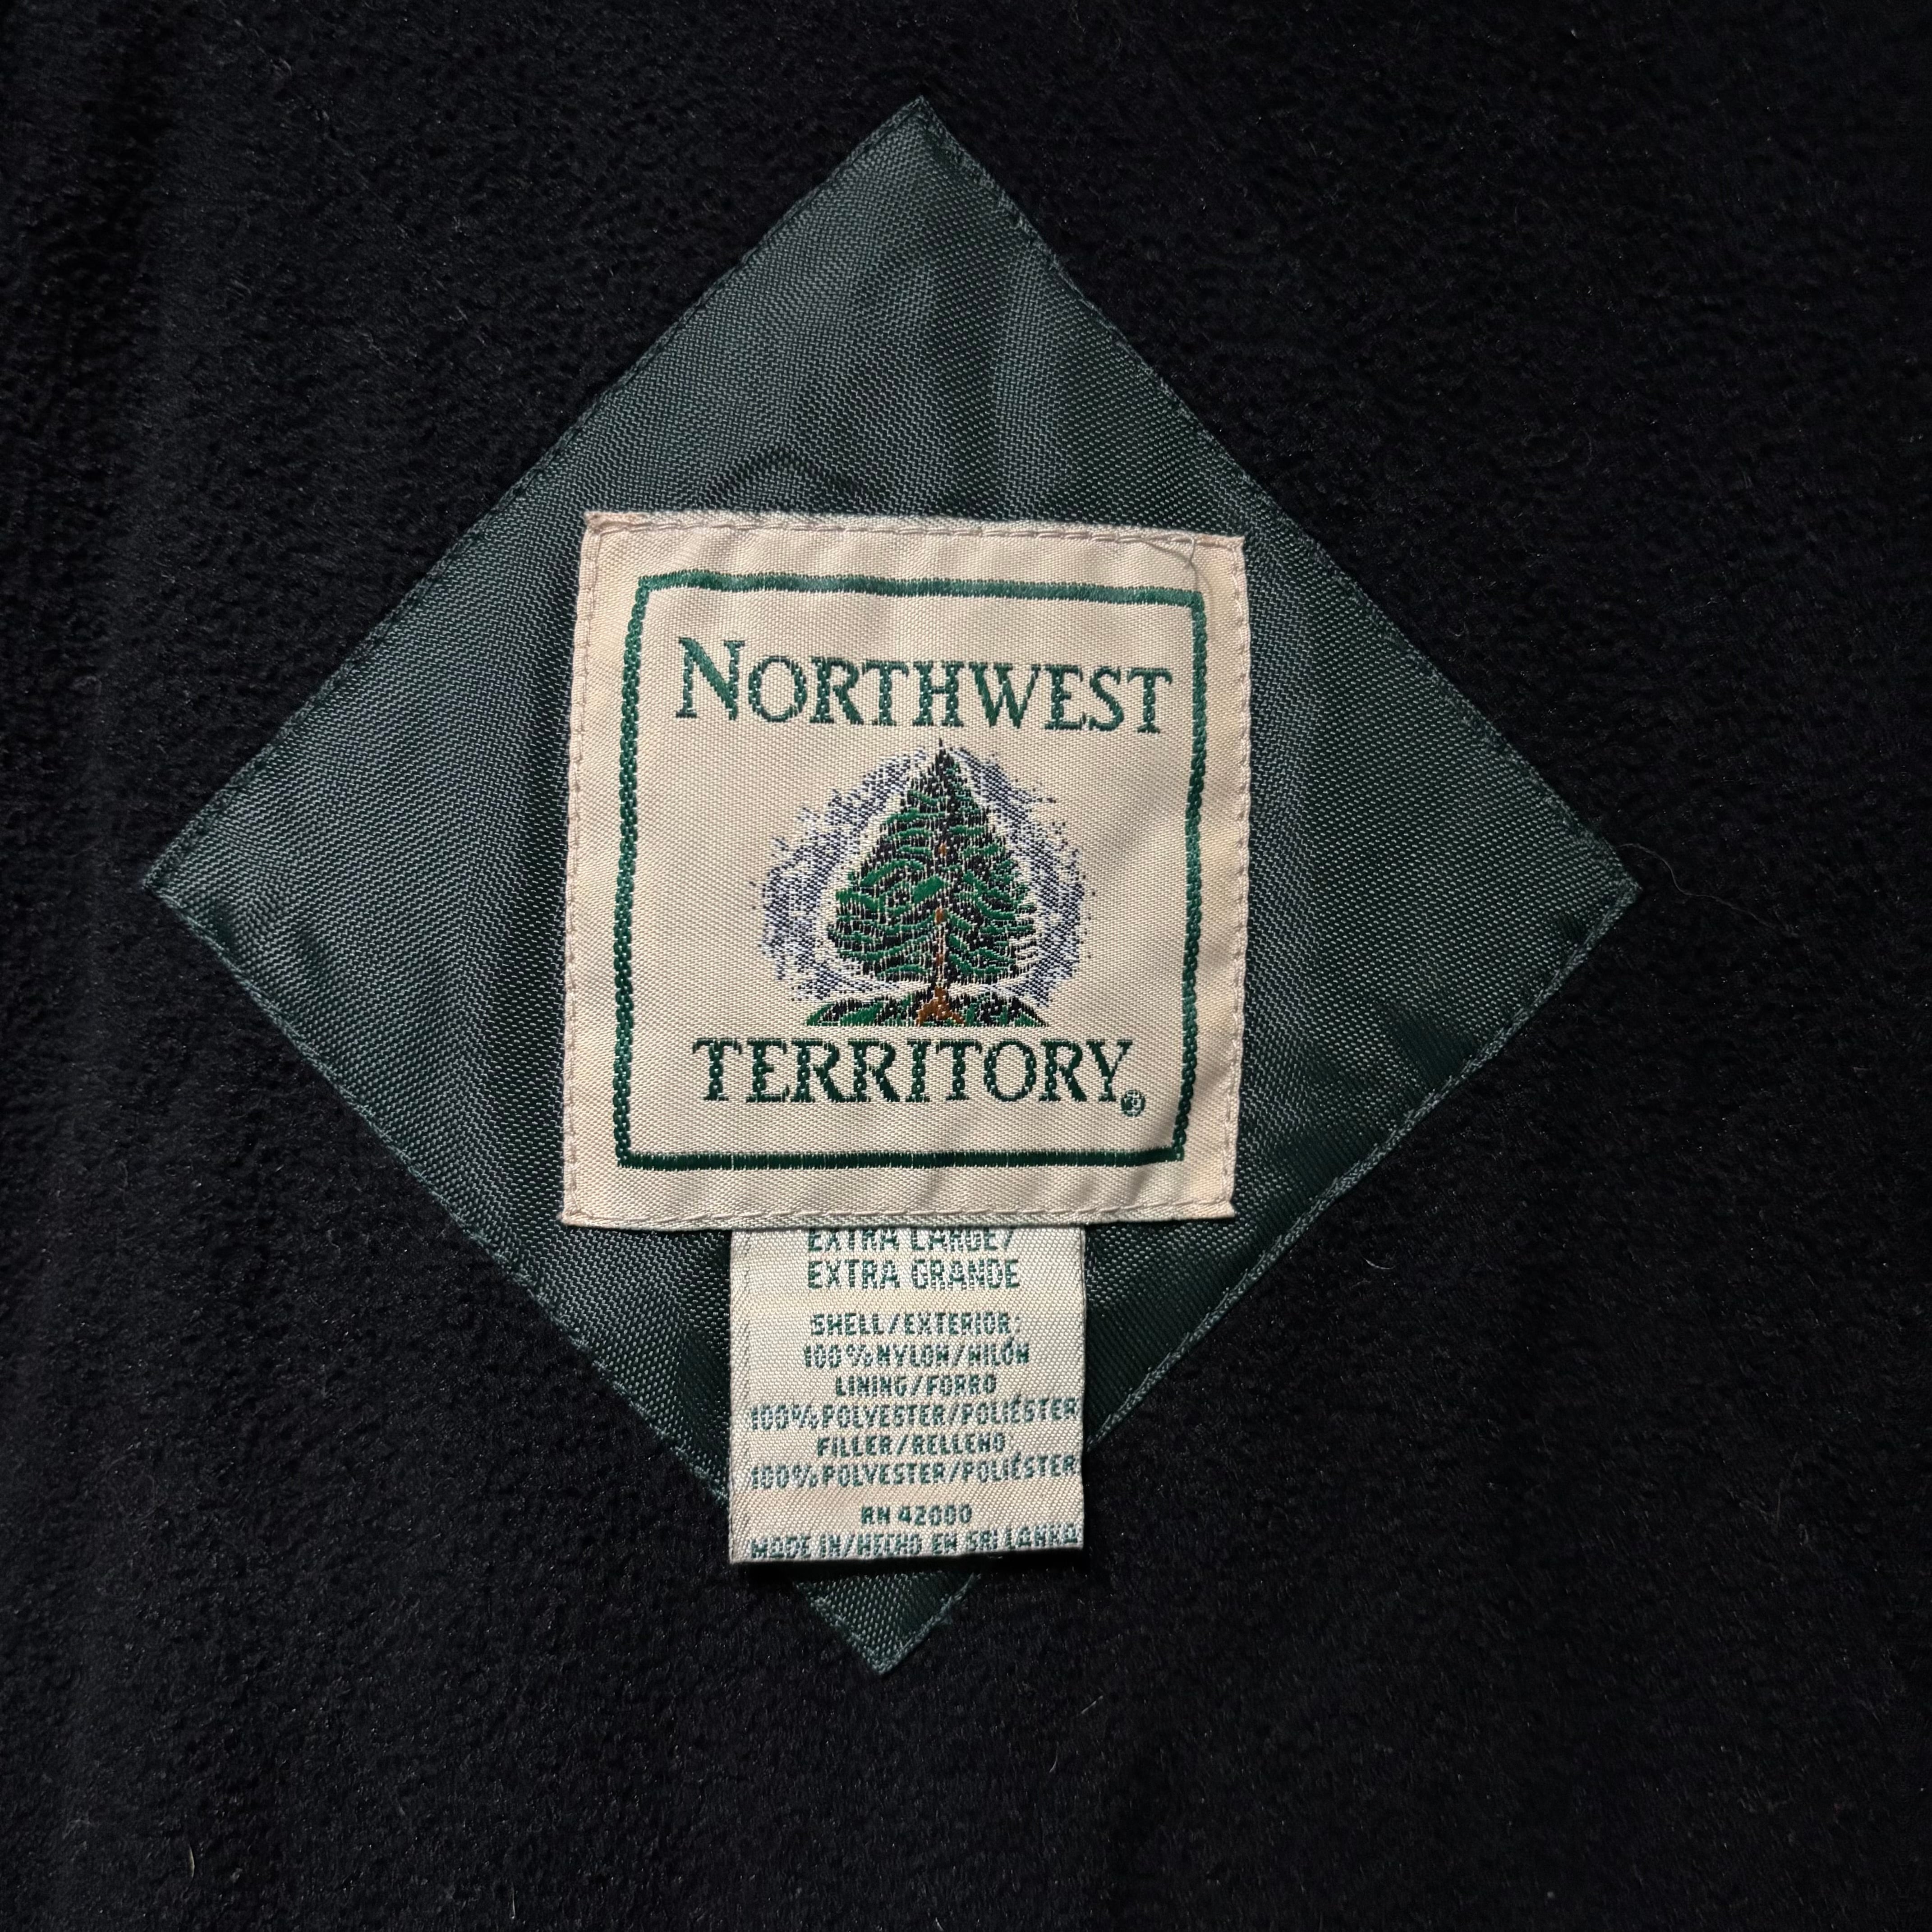 NORTHWEST
TERRITORY®
EXTRA LARGE/
EXTRA GRANDE
SHELL/EXTERIOR:
100%NYLON/NILÓN
LINING/FORRO
100%POLYESTER/POLIÉSTER
FILLER/RELLENO
100%POLYESTER/POLIÉSTER
RN 42000
MADE IN/HECHO EN SRI LANKA